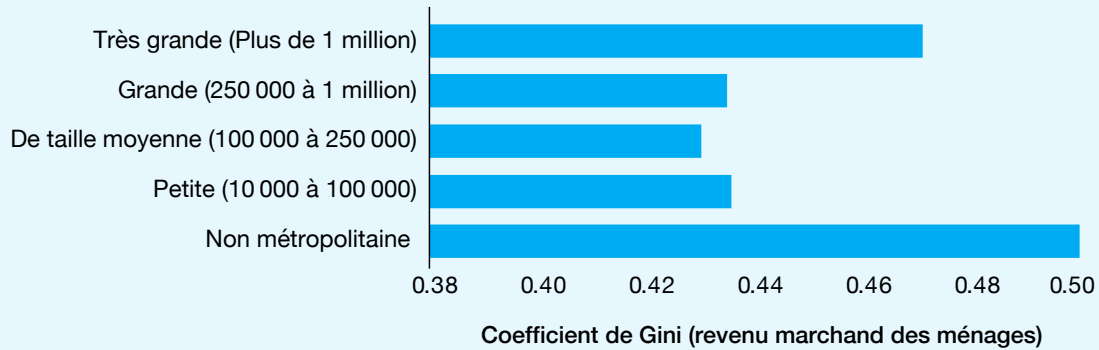 Très grande (Plus de 1 million)
Grande (250 000 à 1 million)
De taille moyenne (100 000 à 250 000)
Petite (10 000 à 100 000)
Non métropolitaine
0.38 0.40 0.42 0.44 0.46 0.48 0.50
Coefficient de Gini (revenu marchand des ménages)